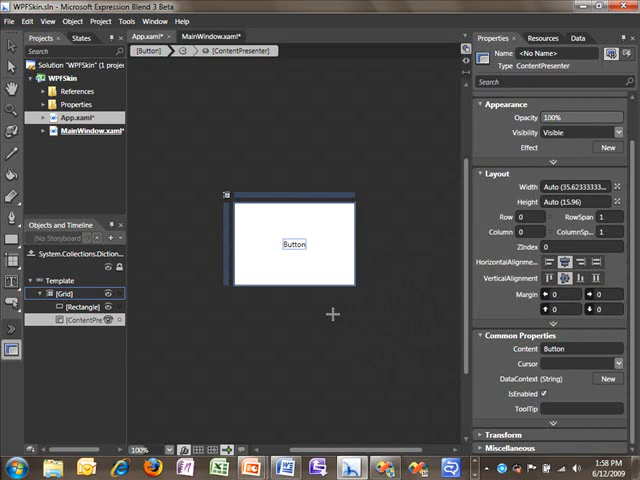 WPFSkin.sln - Microsoft Expression Blend 3 Beta
File Edit View Object Project Tools Window Help
Projects × States
App.xaml* ×
MainWindow.xaml*
Properties × Resources Data
[Button]
[ContentPresenter]
Name <No Name>
Type ContentPresenter
Search
Search
Solution "WPFSkin" (1 projec
WPFSkin
References
Properties
App.xaml*
MainWindow.xaml*
Appearance
Opacity 100%
Visibility Visible
Effect New
Layout
Width Auto (35.62333333...
Height Auto (15.96)
Row 0 RowSpan 1
Column 0 ColumnSp... 1
ZIndex 0
HorizontalAlignme...
VerticalAlignment
Margin 0 0
0 0
Button
Objects and Timeline
(No Storyboard
System.Collections.Diction...
Template
[Grid]
[Rectangle]
[ContentPre
Common Properties
Content Button
Cursor
DataContext (String) New
IsEnabled
ToolTip
Transform
Miscellaneous
100%
1:58 PM
6/12/2009